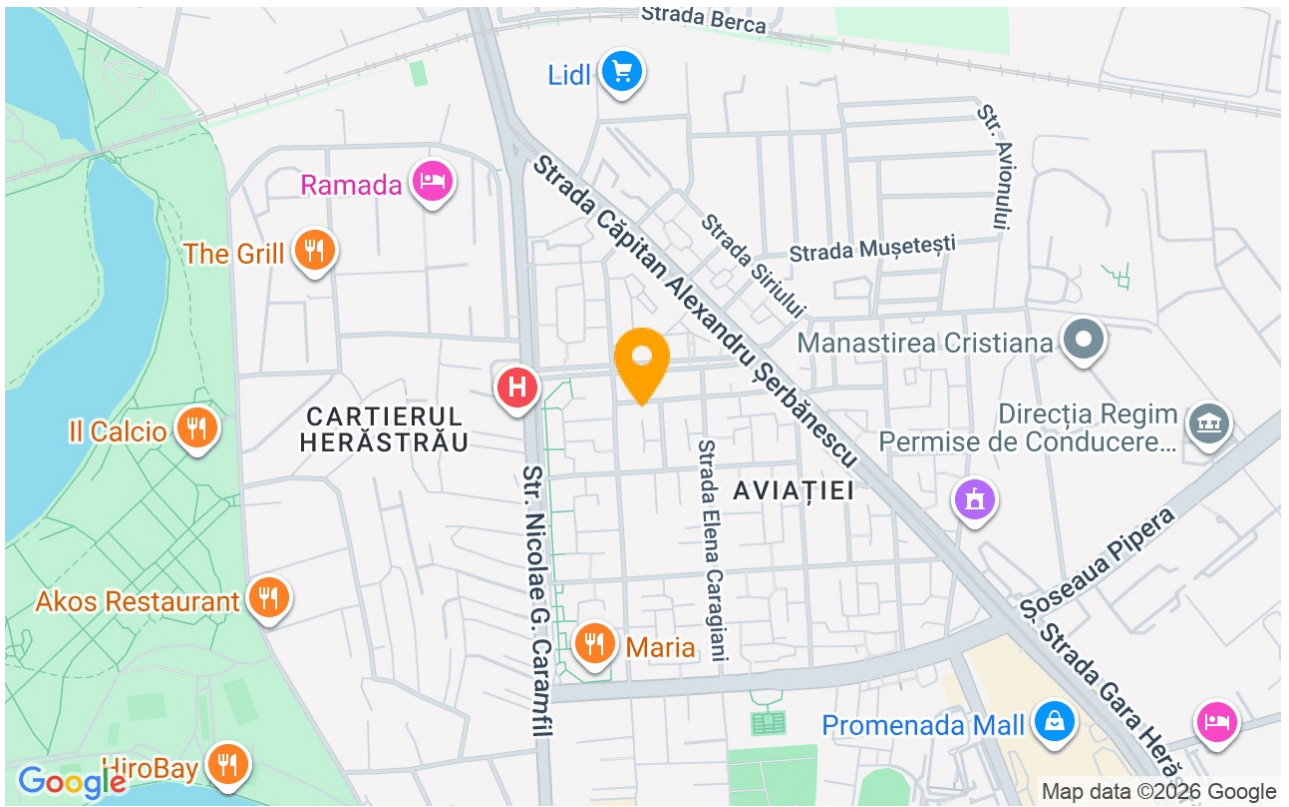 Strada Berca
Lidl
Str. Avionului
Ramada
Strada Căpitan Alexandru Șerbănescu
Strada Siriului
The Grill
Strada Mușetești
Manastirea Cristiana
H
CARTIERUL
HERĂSTRĂU
Il Calcio
Direcția Regim
Permise de Conducere...
Strada Elena Caragiani
AVIAȚIEI
Str. Nicolae G. Caramfil
Șoseaua Pipera
Akos Restaurant
Maria
Strada Gara Herăs
Promenada Mall
HiroBay
Google
Map data ©2026 Google